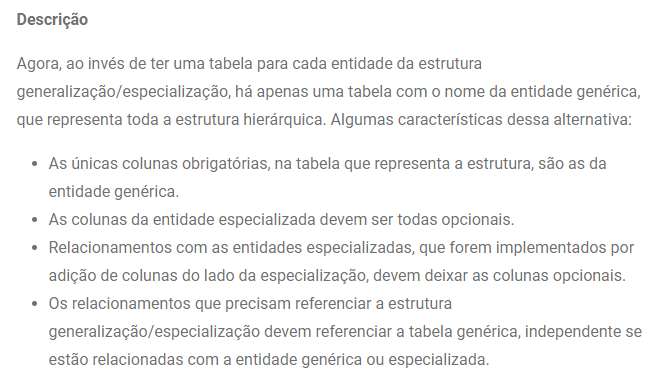 Descrição
Agora, ao invés de ter uma tabela para cada entidade da estrutura
generalização/especialização, há apenas uma tabela com o nome da entidade genérica,
que representa toda a estrutura hierárquica. Algumas características dessa alternativa:
• As únicas colunas obrigatórias, na tabela que representa a estrutura, são as da
entidade genérica.
• As colunas da entidade especializada devem ser todas opcionais.
• Relacionamentos com as entidades especializadas, que forem implementados por
adição de colunas do lado da especialização, devem deixar as colunas opcionais.
• Os relacionamentos que precisam referenciar a estrutura
generalização/especialização devem referenciar a tabela genérica, independente se
estão relacionadas com a entidade genérica ou especializada.